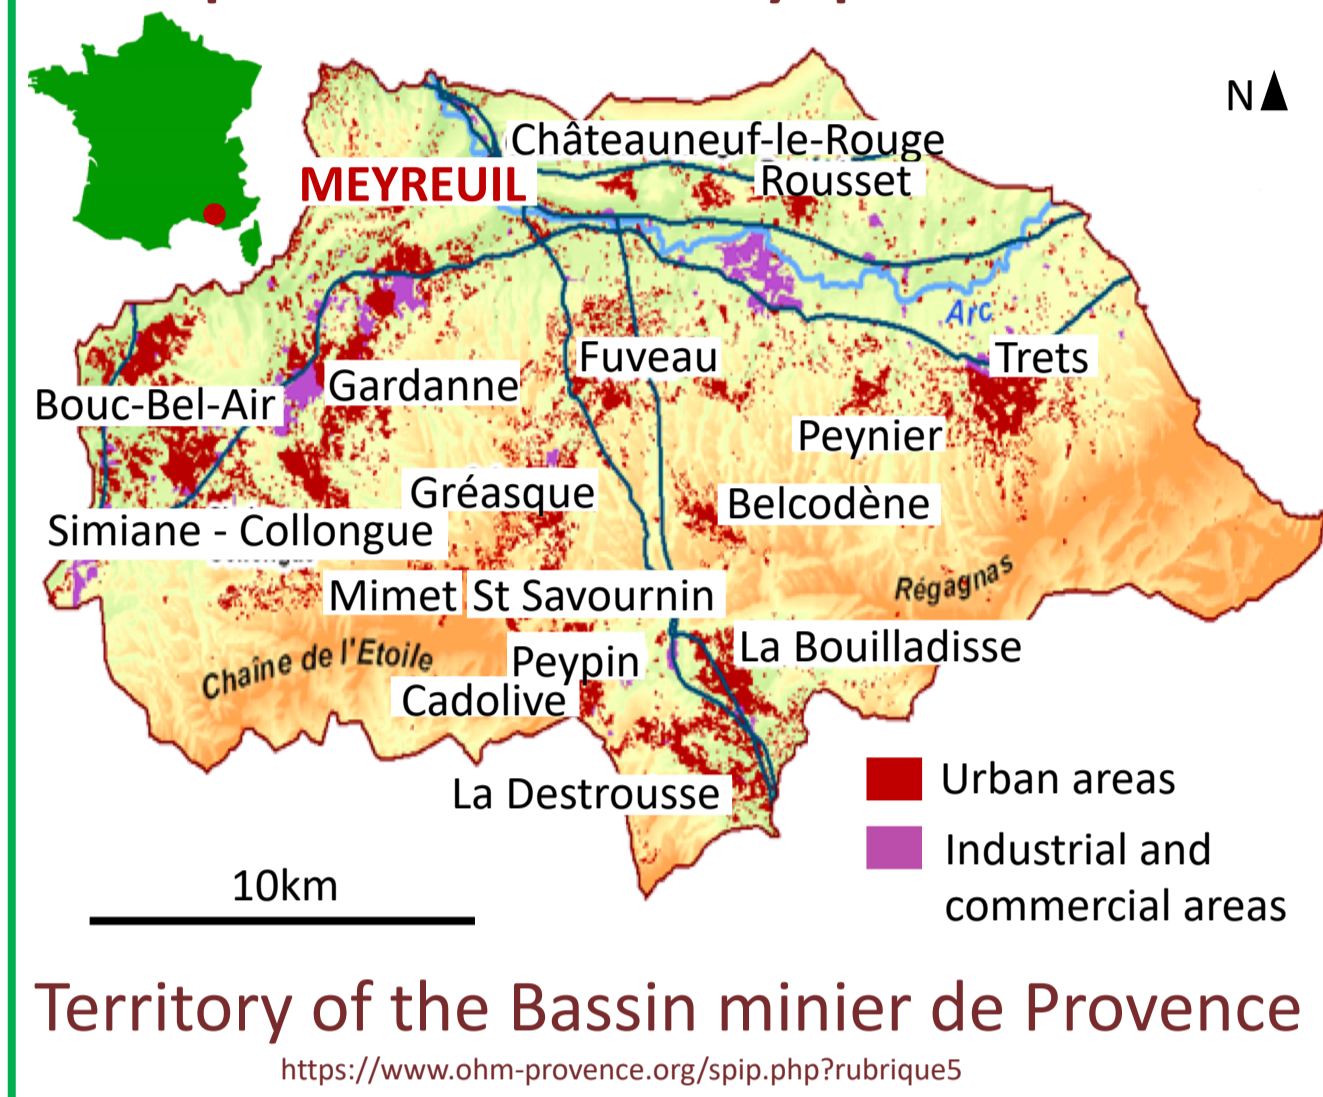 N
Châteauneuf-le-Rouge
MEYREUIL
Rousset
Arc
Fuveau
Trets
Gardanne
Bouc-Bel-Air
Peynier
Gréasque
Belcodène
Simiane - Collongue
Régagnas
Mimet
St Savournin
La Bouilladisse
Chaîne de l'Etoile
Peypin
Cadolive
La Destrousse
Urban areas
Industrial and
commercial areas
10km
Territory of the Bassin minier de Provence
https://www.ohm-provence.org/spip.php?rubrique5